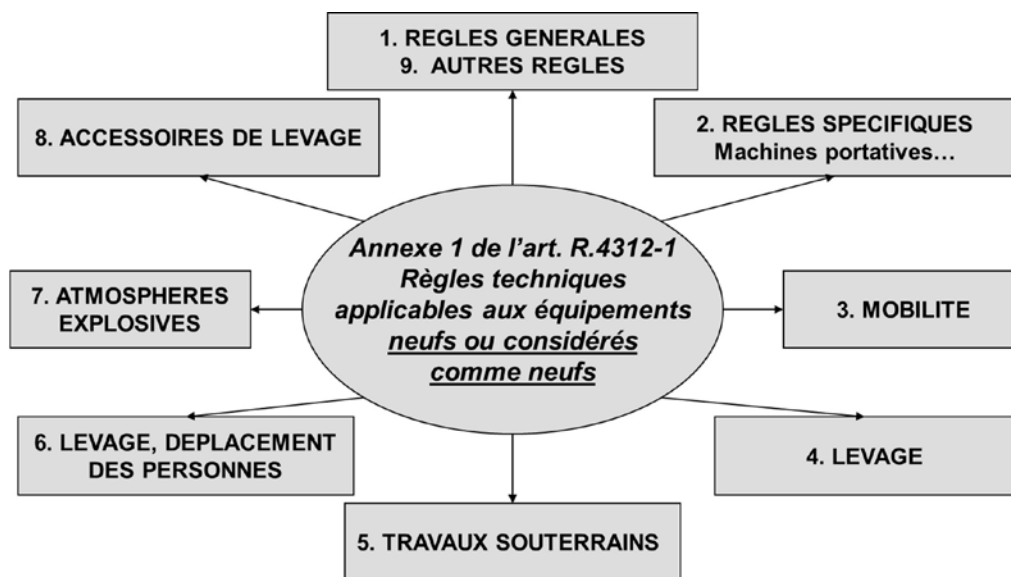 1. REGLES GENERALES
9. AUTRES REGLES
8. ACCESSOIRES DE LEVAGE
2. REGLES SPECIFIQUES
Machines portatives…
Annexe 1 de l'art. R.4312-1
Règles techniques
applicables aux équipements
neufs ou considérés
comme neufs
7. ATMOSPHERES
EXPLOSIVES
3. MOBILITE
6. LEVAGE, DEPLACEMENT
DES PERSONNES
4. LEVAGE
5. TRAVAUX SOUTERRAINS